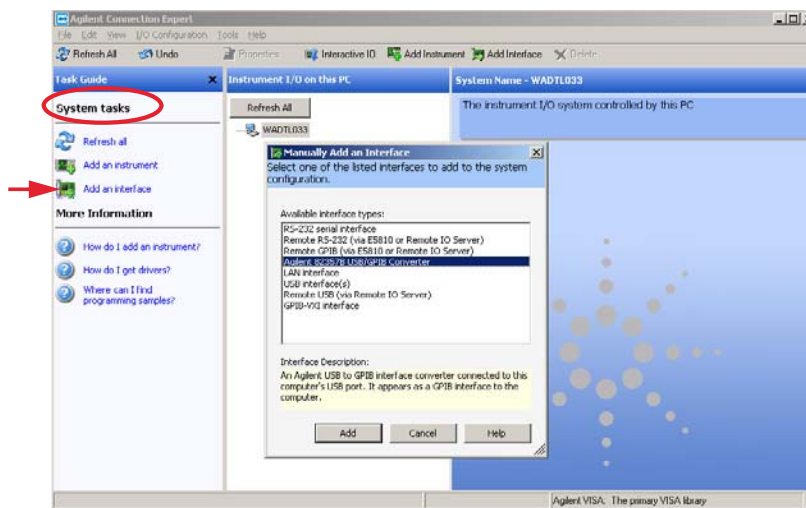 Agilent Connection Expert
File Edit View I/O Configuration Tools Help
Refresh All Undo Properties Interactive IO Add Instrument Add Interface Delete
Task Guide
Instrument I/O on this PC
System Name - WADTL033
System tasks
Refresh All
The instrument I/O system controlled by this PC
WADTL033
Refresh all
Add an instrument
Add an interface
More Information
How do I add an instrument?
How do I get drivers?
Where can I find
programming samples?
Manually Add an Interface
Select one of the listed interfaces to add to the system
configuration.
Available interface types:
RS-232 serial interface
Remote RS-232 (via E5810 or Remote IO Server)
Remote GPIB (via E5810 or Remote IO Server)
Agilent 82357B USB/GPIB Converter
LAN interface
USB interface(s)
Remote USB (via Remote IO Server)
GPIB-VXI interface
Interface Description:
An Agilent USB to GPIB interface converter connected to this
computer's USB port. It appears as a GPIB interface to the
computer.
Add Cancel Help
Agilent VISA: The primary VISA library